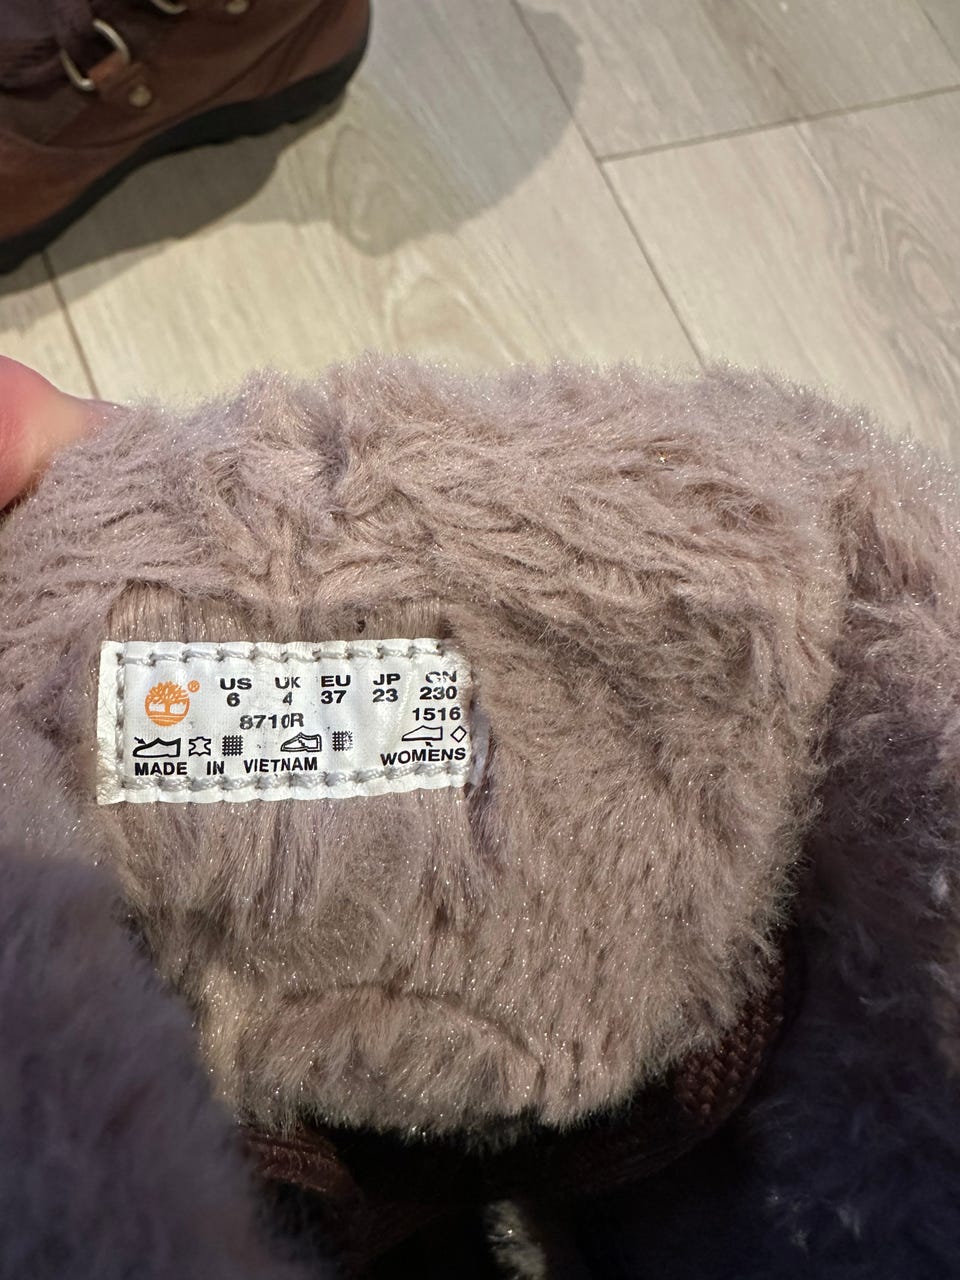 US UK EU JP CN
6 4 37 23 230
8710R 1516
MADE IN VIETNAM WOMENS